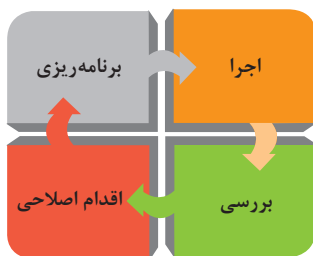 اجرا
برنامه‌ریزی
بررسی
اقدام اصلاحی